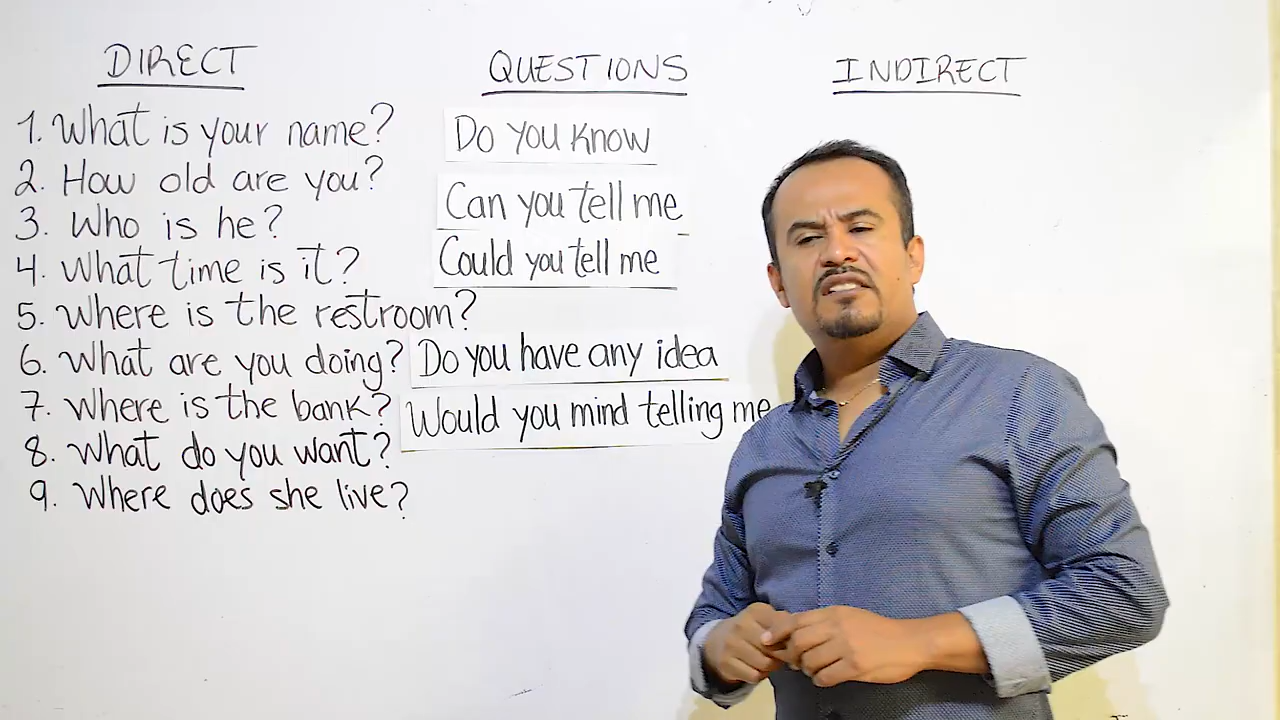 DIRECT
QUESTIONS
INDIRECT
1. What is your name?
2. How old are you?
3. Who is he?
4. What time is it?
5. Where is the restroom?
6. What are you doing?
7. Where is the bank?
8. What do you want?
9. Where does she live?
Do you know
Can you tell me
Could you tell me
Do you have any idea
Would you mind telling me